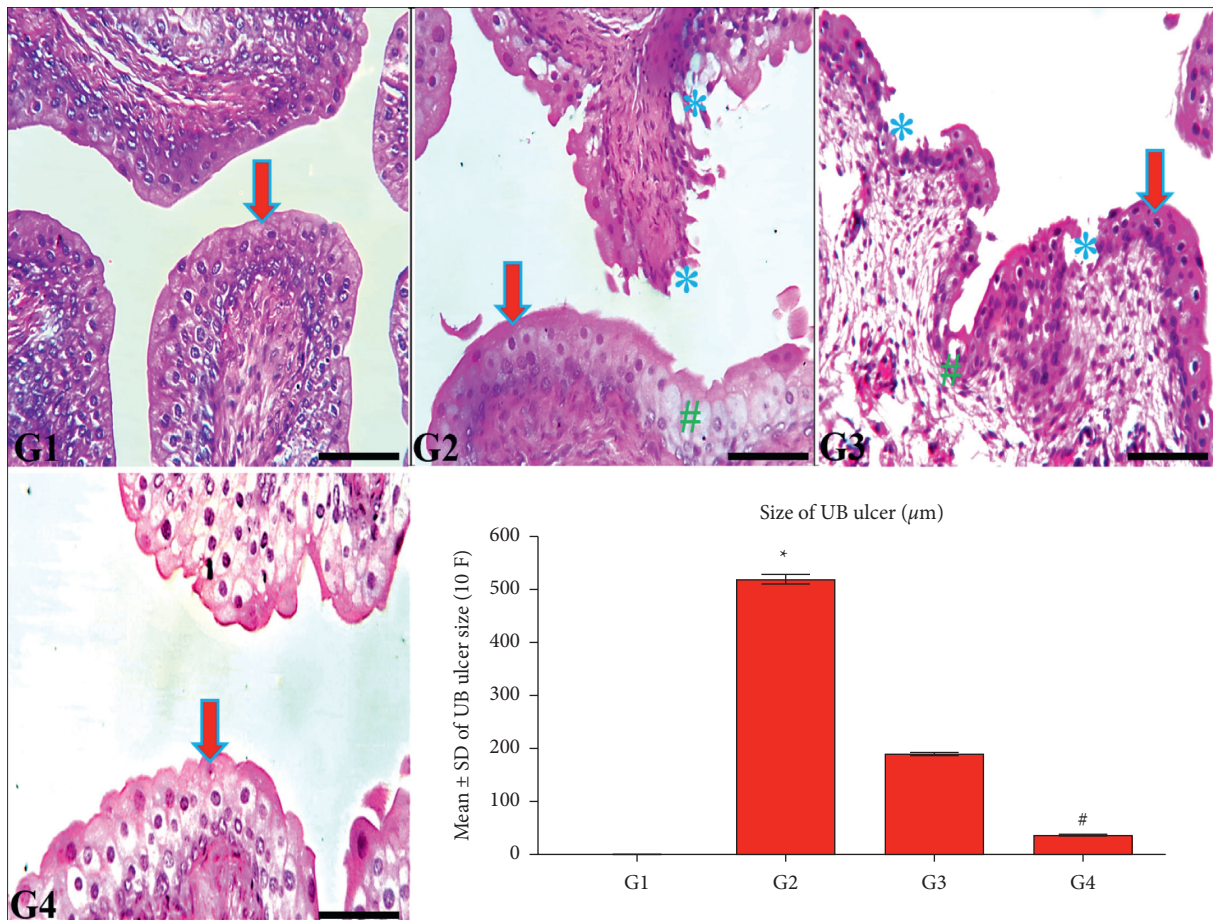 G1
*
*
#
G2
*
*
#
G3
G4
Size of UB ulcer (μm)
Mean ± SD of UB ulcer size (10 F)
600
500
400
300
200
100
0
*
#
G1 G2 G3 G4